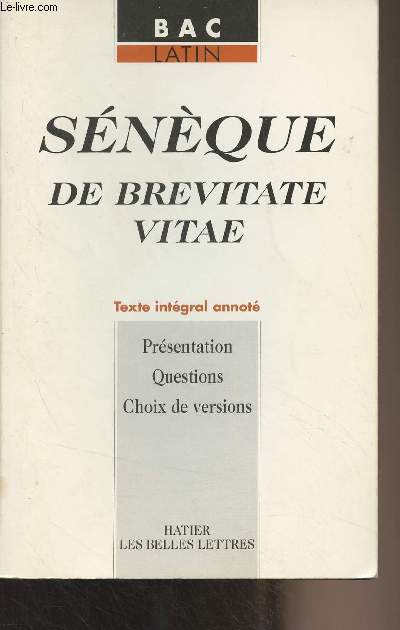 Le-livre.com
BAC
LATIN
SÉNÈQUE
DE BREVITATE
VITAE
Texte intégral annoté
Présentation
Questions
Choix de versions
HATIER
LES BELLES LETTRES